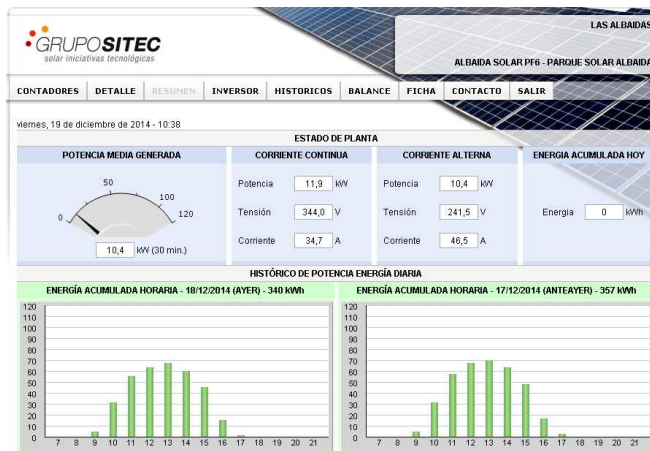 LAS ALBAIDAS
GRUPOSITEC
solar iniciativas tecnológicas
ALBAIDA SOLAR PF6 - PARQUE SOLAR ALBAIDA
CONTADORES DETALLE RESUMEN INVERSOR HISTORICOS BALANCE FICHA CONTACTO SALIR
viernes, 19 de diciembre de 2014 - 10:38
ESTADO DE PLANTA
POTENCIA MEDIA GENERADA CORRIENTE CONTINUA CORRIENTE ALTERNA ENERGIA ACUMULADA HOY
0 50 100 120
10,4 kW (30 min.)
Potencia 11,9 kW
Tensión 344,0 V
Corriente 34,7 A
Potencia 10,4 kW
Tensión 241,5 V
Corriente 46,5 A
Energia 0 kWh
HISTÓRICO DE POTENCIA ENERGÍA DIARIA
ENERGÍA ACUMULADA HORARIA - 18/12/2014 (AYER) - 340 kWh
120
110
100
90
80
70
60
50
40
30
20
10
0
7 8 9 10 11 12 13 14 15 16 17 18 19 20 21
ENERGÍA ACUMULADA HORARIA - 17/12/2014 (ANTEAYER) - 357 kWh
120
110
100
90
80
70
60
50
40
30
20
10
0
7 8 9 10 11 12 13 14 15 16 17 18 19 20 21